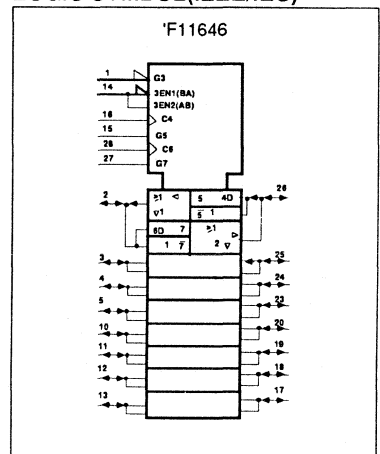 'F11646
1 G3
14 3EN1(BA)
3EN2(AB)
16 C4
15 G5
28 C6
27 G7
2 ≥1 5 4D 26
▽1 5̅ 1
6D 7 ≥1
1 7̅ 2 ▽
3 25
4 24
5 23
10 20
11 19
12 18
13 17